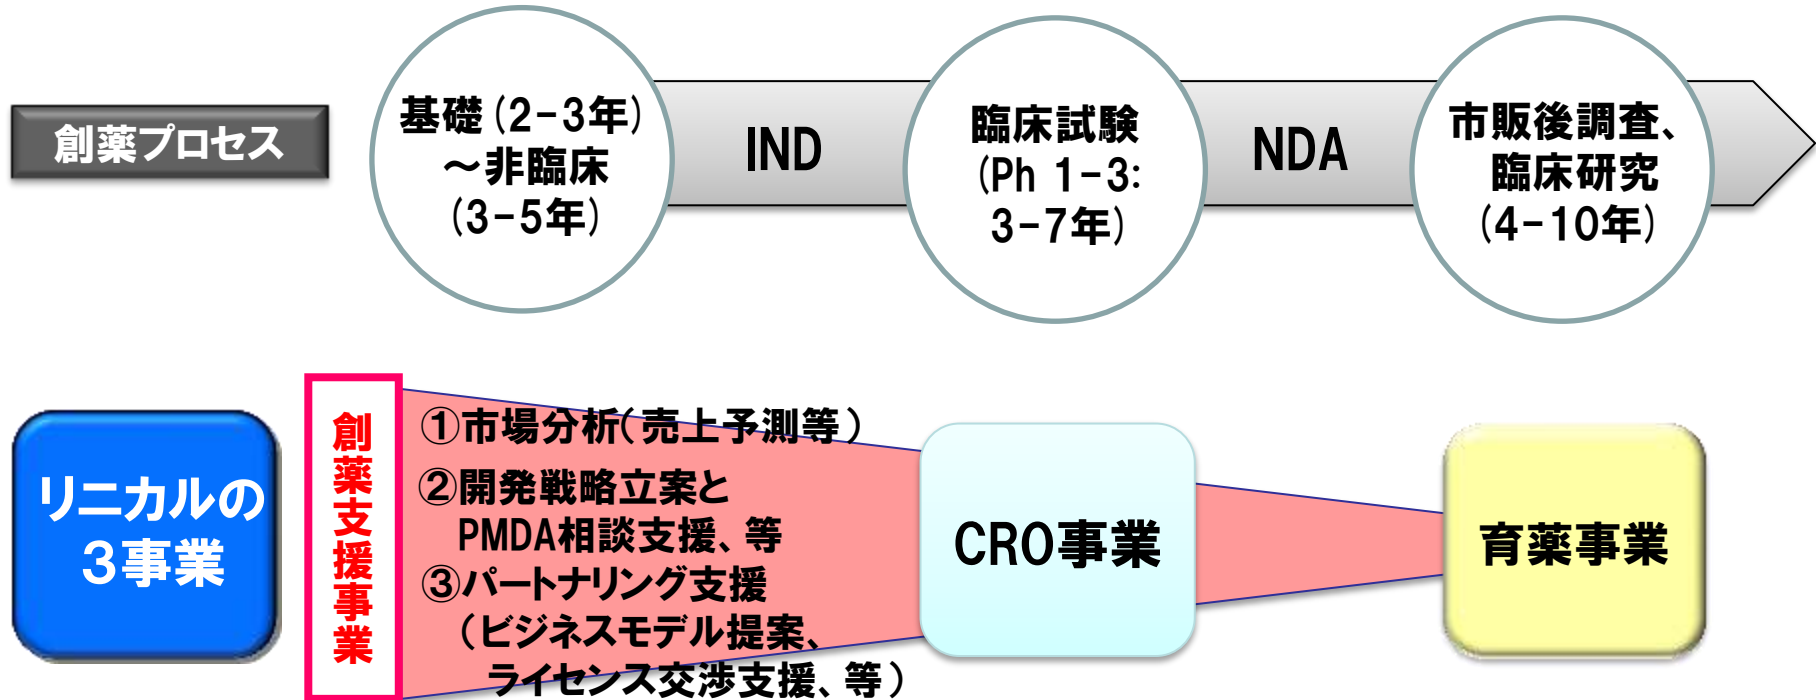 創薬プロセス
基礎(2-3年)
～非臨床
(3-5年)
IND
臨床試験
(Ph 1-3:
3-7年)
NDA
市販後調査、
臨床研究
(4-10年)
リニカルの
3事業
創薬支援事業
①市場分析(売上予測等)
②開発戦略立案と
PMDA相談支援、等
③パートナリング支援
(ビジネスモデル提案、
ライセンス交渉支援、等)
CRO事業
育薬事業